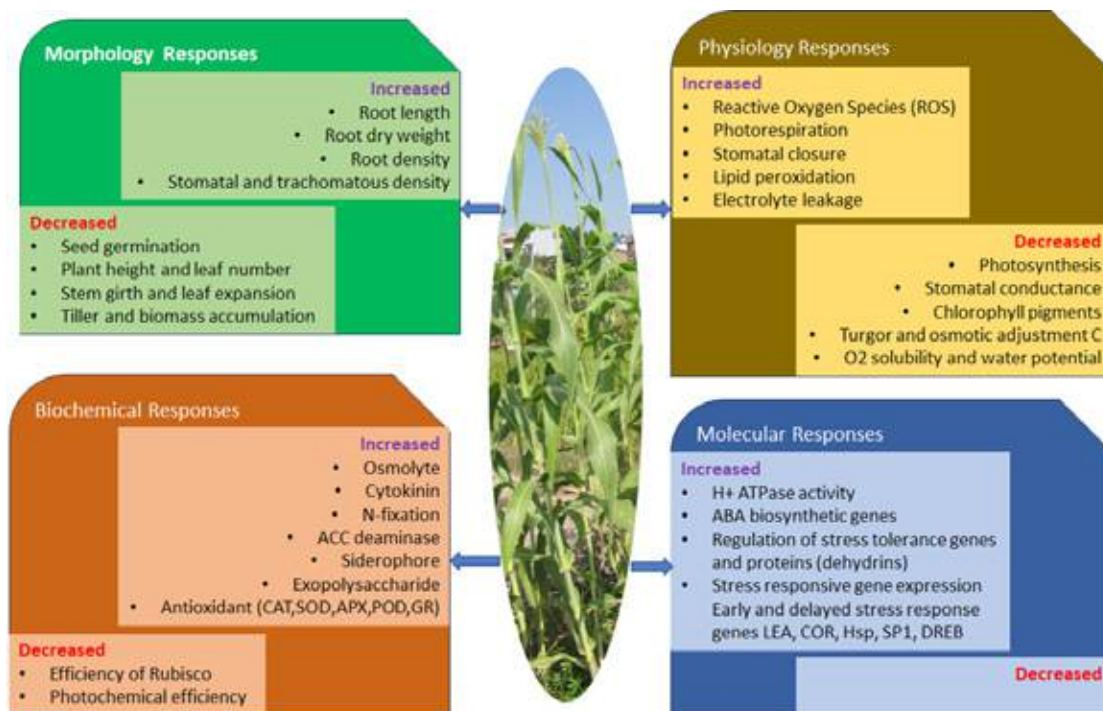 Morphology Responses
Increased
• Root length
• Root dry weight
• Root density
• Stomatal and trachomatous density
Decreased
• Seed germination
• Plant height and leaf number
• Stem girth and leaf expansion
• Tiller and biomass accumulation
Physiology Responses
Increased
• Reactive Oxygen Species (ROS)
• Photorespiration
• Stomatal closure
• Lipid peroxidation
• Electrolyte leakage
Decreased
• Photosynthesis
• Stomatal conductance
• Chlorophyll pigments
• Turgor and osmotic adjustment C
• O2 solubility and water potential
Biochemical Responses
Increased
• Osmolyte
• Cytokinin
• N-fixation
• ACC deaminase
• Siderophore
• Exopolysaccharide
• Antioxidant (CAT,SOD,APX,POD,GR)
Decreased
• Efficiency of Rubisco
• Photochemical efficiency
Molecular Responses
Increased
• H+ ATPase activity
• ABA biosynthetic genes
• Regulation of stress tolerance genes
and proteins (dehydrins)
• Stress responsive gene expression
Early and delayed stress response
genes LEA, COR, Hsp, SP1, DREB
Decreased